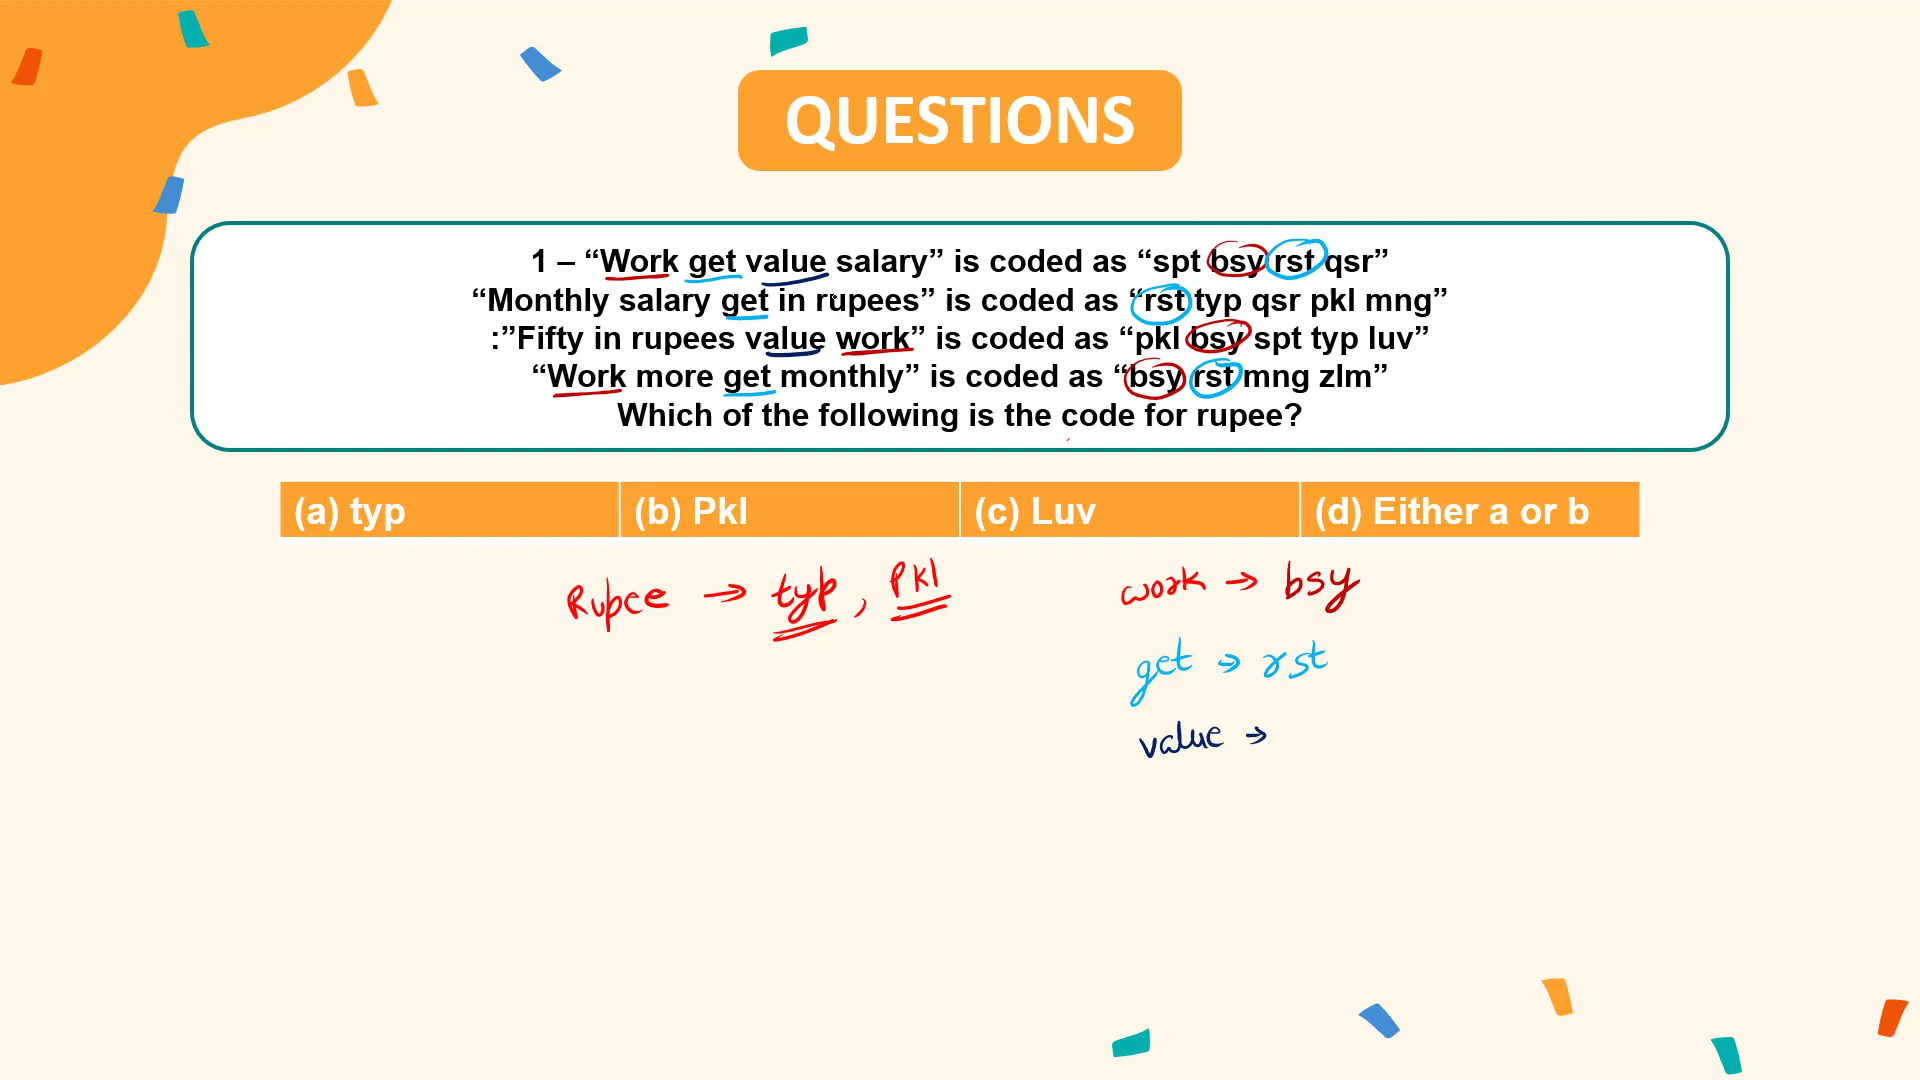 QUESTIONS
1 – “Work get value salary” is coded as “spt bsy rst qsr”
“Monthly salary get in rupees” is coded as “rst typ qsr pkl mng”
:”Fifty in rupees value work” is coded as “pkl bsy spt typ luv”
“Work more get monthly” is coded as “bsy rst mng zlm”
Which of the following is the code for rupee?
(a) typ (b) Pkl (c) Luv (d) Either a or b
Rupee → typ, Pkl work → bsy
get → rst
value →